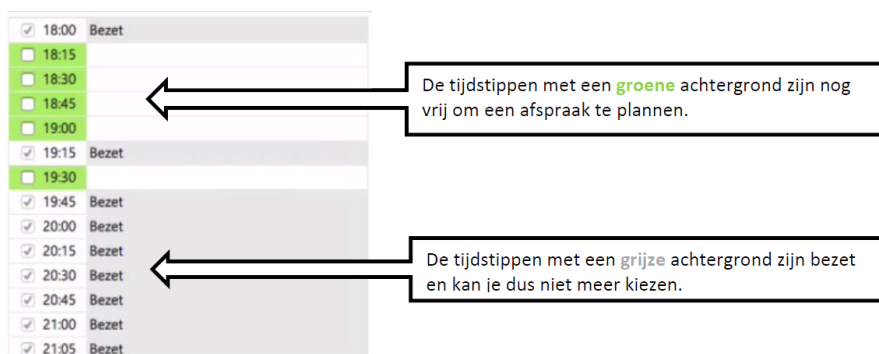 18:00 Bezet
18:15
18:30
18:45
19:00
19:15 Bezet
19:30
19:45 Bezet
20:00 Bezet
20:15 Bezet
20:30 Bezet
20:45 Bezet
21:00 Bezet
21:05 Bezet
De tijdstippen met een groene achtergrond zijn nog
vrij om een afspraak te plannen.
De tijdstippen met een grijze achtergrond zijn bezet
en kan je dus niet meer kiezen.